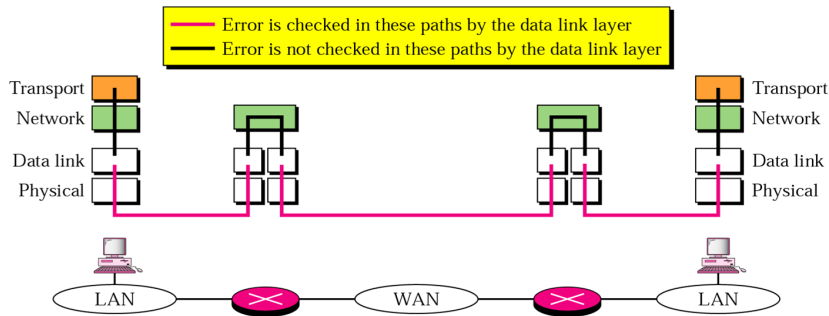 Error is checked in these paths by the data link layer
Error is not checked in these paths by the data link layer
Transport
Transport
Network
Network
Data link
Data link
Physical
Physical
LAN
WAN
LAN